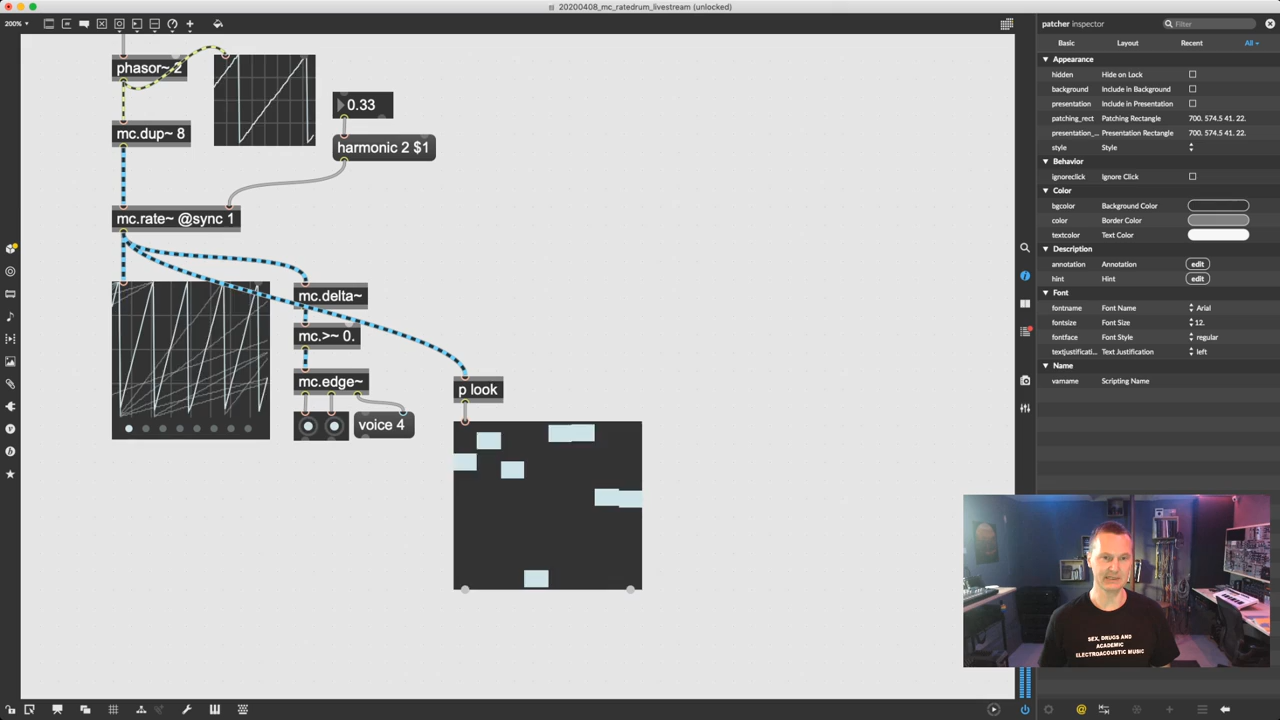 20200408_mc_ratedrum_livestream (unlocked)
200%
patcher inspector
Filter
Basic
Layout
Recent
All
phasor~ 2
mc.dup~ 8
0.33
harmonic 2 $1
mc.rate~ @sync 1
mc.delta~
mc.>~ 0.
mc.edge~
voice 4
p look
Appearance
hidden Hide on Lock
background Include in Background
presentation Include in Presentation
patching_rect Patching Rectangle 700. 574.5 41. 22.
presentation_... Presentation Rectangle 700. 574.5 41. 22.
style Style
Behavior
ignoreclick Ignore Click
Color
bgcolor Background Color
color Border Color
textcolor Text Color
Description
annotation Annotation edit
hint Hint edit
Font
fontname Font Name Arial
fontsize Font Size 12.
fontface Font Style regular
textjustificati... Text Justification left
Name
varname Scripting Name
SEX, DRUGS AND
ACADEMIC
ELECTROACOUSTIC MUSIC